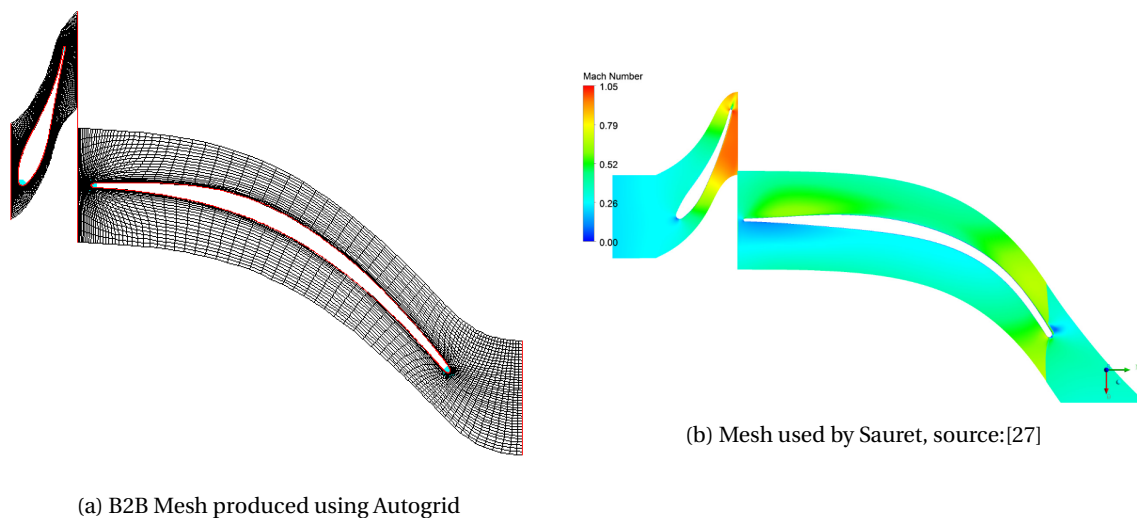 Mach Number
1.05
0.79
0.52
0.26
0.00
(b) Mesh used by Sauret, source:[27]
(a) B2B Mesh produced using Autogrid